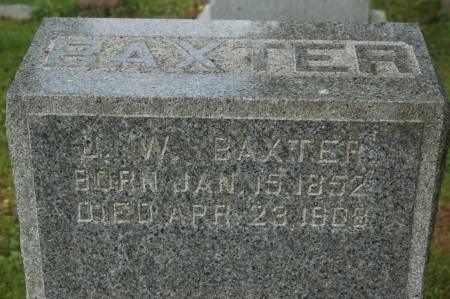 BAXTER
J. W. BAXTER
BORN JAN. 15, 1852
DIED APR. 23, 1908